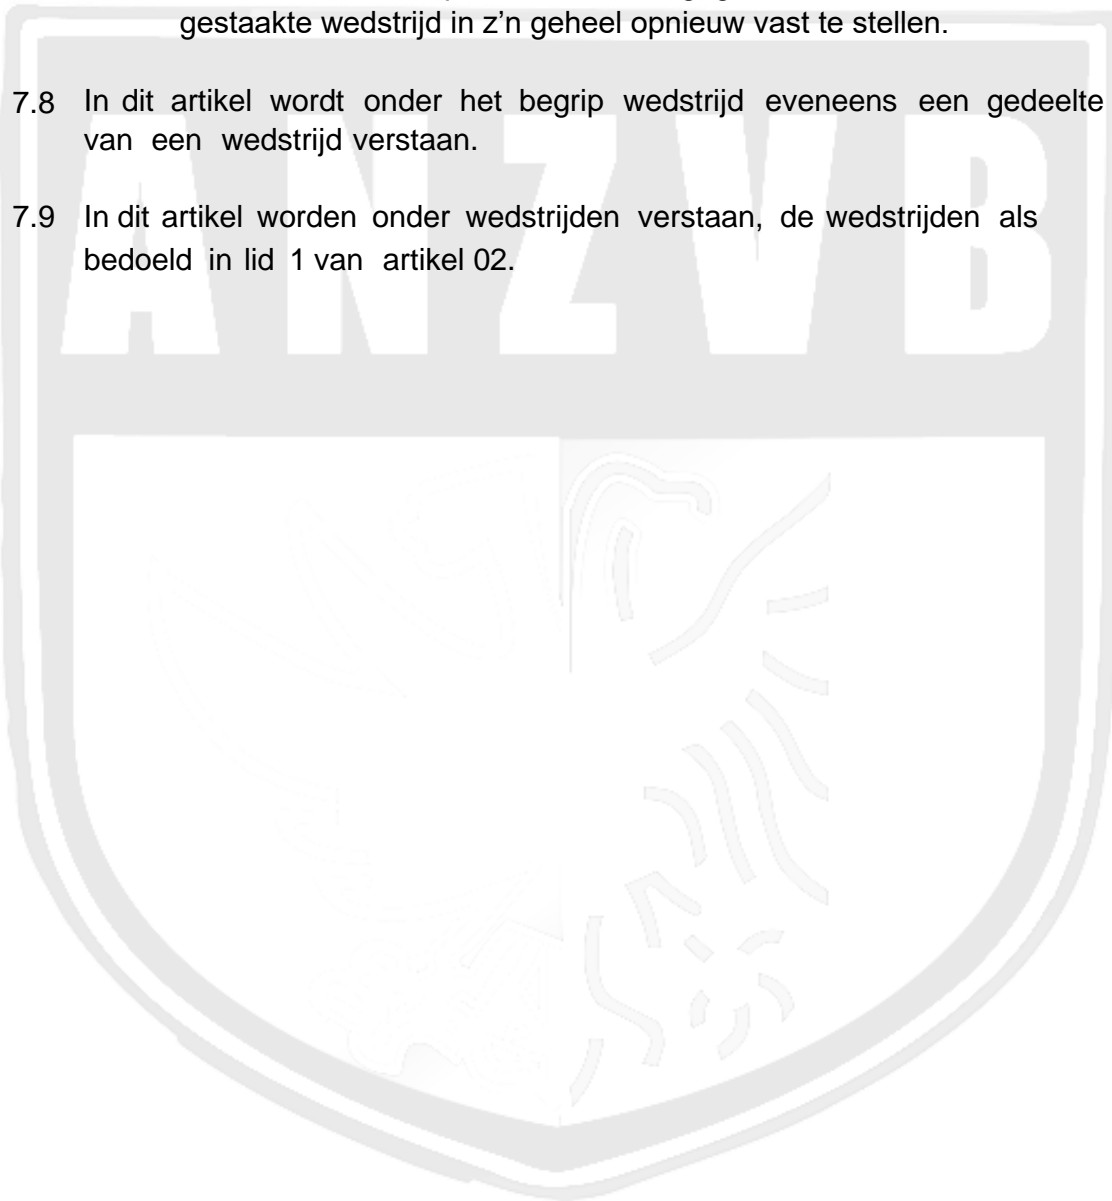 gestaakte wedstrijd in z’n geheel opnieuw vast te stellen.
7.8 In dit artikel wordt onder het begrip wedstrijd eveneens een gedeelte
van een wedstrijd verstaan.
7.9 In dit artikel worden onder wedstrijden verstaan, de wedstrijden als
bedoeld in lid 1 van artikel 02.
ANZVB